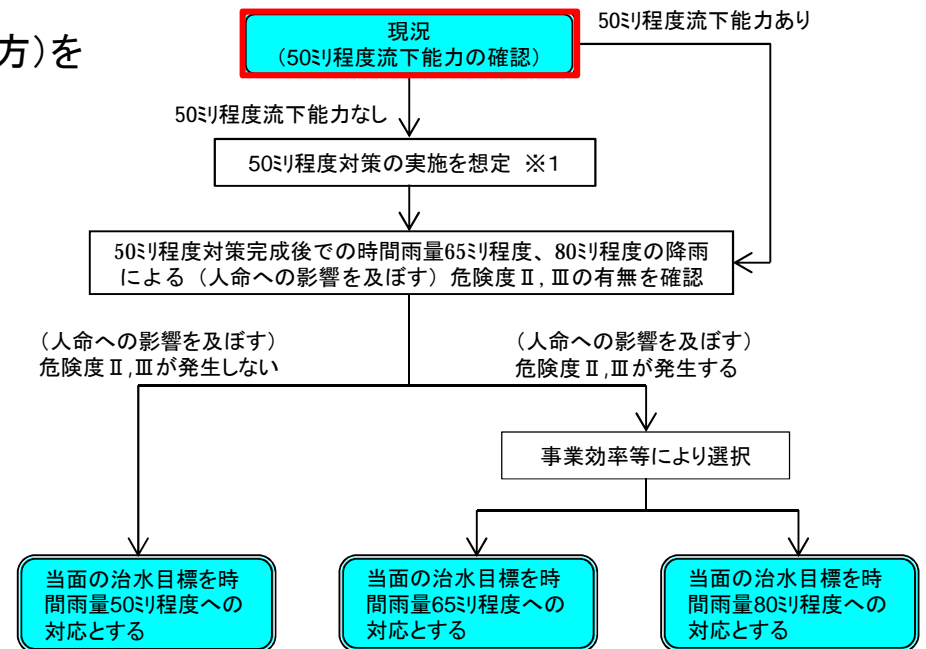 方)を
50ミリ程度流下能力あり
現況
(50ミリ程度流下能力の確認)
50ミリ程度流下能力なし
50ミリ程度対策の実施を想定 ※1
50ミリ程度対策完成後での時間雨量65ミリ程度、80ミリ程度の降雨
による(人命への影響を及ぼす)危険度Ⅱ,Ⅲの有無を確認
(人命への影響を及ぼす)
危険度Ⅱ,Ⅲが発生しない
(人命への影響を及ぼす)
危険度Ⅱ,Ⅲが発生する
事業効率等により選択
当面の治水目標を時
間雨量50ミリ程度への
対応とする
当面の治水目標を時
間雨量65ミリ程度への
対応とする
当面の治水目標を時
間雨量80ミリ程度への
対応とする